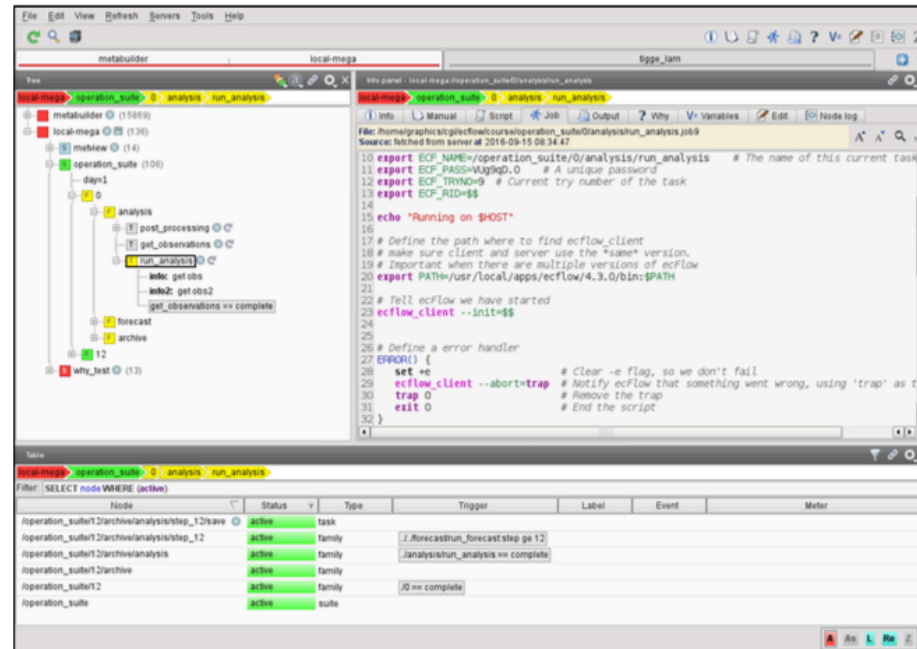 File Edit View Refresh Servers Tools Help
metabuilder local-mega tigge_lam
Tree
local-mega operation_suite 0 analysis run_analysis
metabuilder (15869)
local-mega (136)
metview (14)
operation_suite (106)
day=1
0
analysis
T post_processing
T get_observations
T run_analysis
info: get obs
info2: get obs2
get_observations == complete
F forecast
F archive
F 12
S why_test (13)
Info panel - local-mega://operation_suite/0/analysis/run_analysis
local-mega operation_suite 0 analysis run_analysis
Info Manual Script Job Output Why Variables Edit Node log
File: /home/graphics/cgi/ecflow/course/operation_suite/0/analysis/run_analysis.job9
Source: fetched from server at 2016-09-15 08:34:47
10 export ECF_NAME=/operation_suite/0/analysis/run_analysis # The name of this current task
11 export ECF_PASS=VUg9qD.O # A unique password
12 export ECF_TRYNO=9 # Current try number of the task
13 export ECF_RID=$$
14
15 echo "Running on $HOST"
16
17 # Define the path where to find ecflow_client
18 # make sure client and server use the *same* version.
19 # Important when there are multiple versions of ecFlow
20 export PATH=/usr/local/apps/ecflow/4.3.0/bin:$PATH
21
22 # Tell ecFlow we have started
23 ecflow_client --init=$$
24
25
26 # Define a error handler
27 ERROR() {
28 set +e # Clear -e flag, so we don't fail
29 ecflow_client --abort=trap # Notify ecFlow that something went wrong, using 'trap' as t
30 trap 0 # Remove the trap
31 exit 0 # End the script
32 }
Table
local-mega operation_suite 0 analysis run_analysis
Filter: SELECT node WHERE (active)
Node Status Type Trigger Label Event Meter
/operation_suite/12/archive/analysis/step_12/save active task
/operation_suite/12/archive/analysis/step_12 active family ./../forecast/run_forecast:step ge 12
/operation_suite/12/archive/analysis active family ../analysis/run_analysis == complete
/operation_suite/12/archive active family
/operation_suite/12 active family ./0 == complete
/operation_suite active suite
A As L Re Z